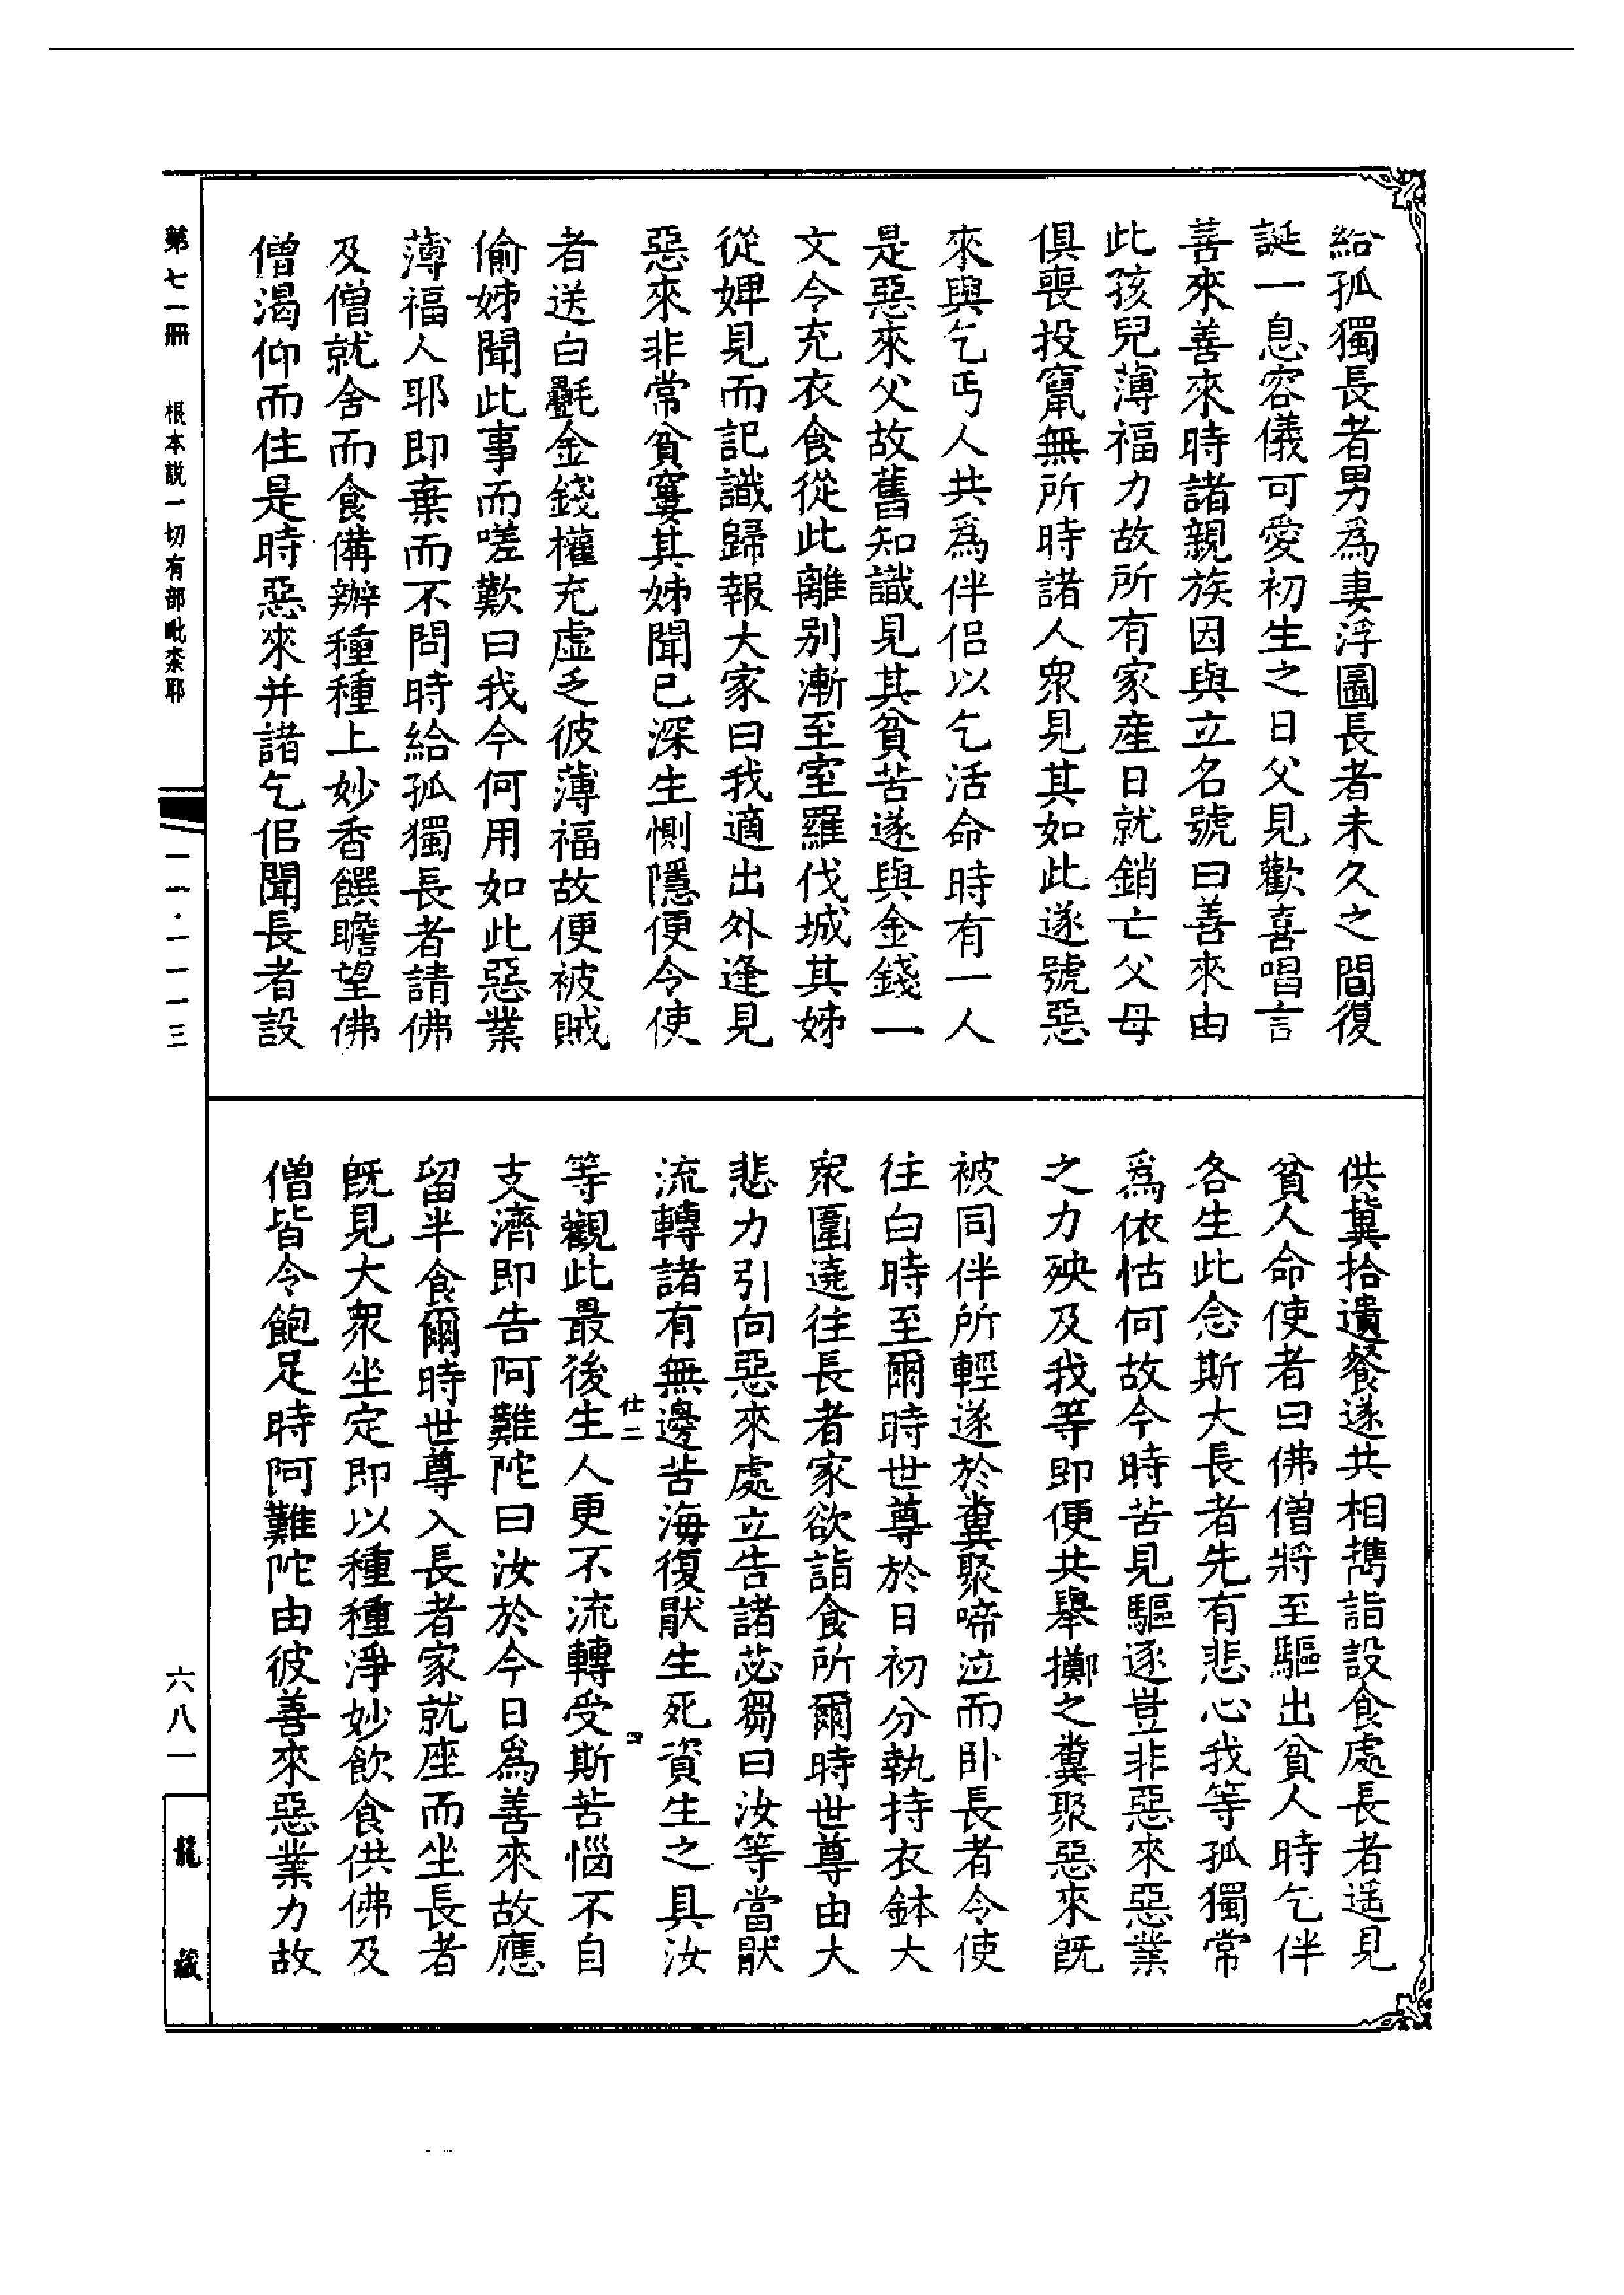 給孤獨長者男為妻浮圖長者未久之間復
誕一息容儀可愛初生之日父見歡喜唱言
善來善來時諸親族因與立名號曰善來由
此孩兒薄福力故所有家產日就銷亡父母
俱喪投竄無所時諸人衆見其如此遂號惡
來與乞丐人共爲伴侶以乞活命時有一人
是惡來父故舊知識見其貧苦遂與金錢一
文令充衣食從此離別漸至室羅伐城其姊
從婢見而記識歸報大家曰我適出外逢見
惡來非常貧窶其姊聞已深生惻隱便令使
者送白㲲金錢權充虛乏彼薄福故便被賊
偷姊聞此事而嗟歎曰我今何用如此惡業
薄福人耶即棄而不問時給孤獨長者請佛
及僧就舍而食備辦種種上妙香饌瞻望佛
僧渴仰而住是時惡來并諸乞侶聞長者設
供冀拾遺餐遂共相攜詣設食處長者遥見
貧人命使者曰佛僧將至驅出貧人時乞伴
各生此念斯大長者先有悲心我等孤獨常
爲依怙何故今時苦見驅逐豈非惡來惡業
之力殃及我等即便共舉擲之糞聚惡來旣
被同伴所輕遂於糞聚啼泣而卧長者令使
往白時至爾時世尊於日初分執持衣鉢大
衆圍遶往長者家欲詣食所爾時世尊由大
悲力引向惡來處立告諸苾芻曰汝等當猒
流轉諸有無邊苦海復猒生死資生之具汝
等觀此最後生人更不流轉受斯苦惱不自
支濟即告阿難陀曰汝於今日爲善來故應
留半食爾時世尊入長者家就座而坐長者
旣見大衆坐定即以種種淨妙飲食供佛及
僧皆令飽足時阿難陀由彼善來惡業力故
仕二
四
第七一冊 根本説一切有部毗柰耶
一一·一一一三
六八一
龍藏